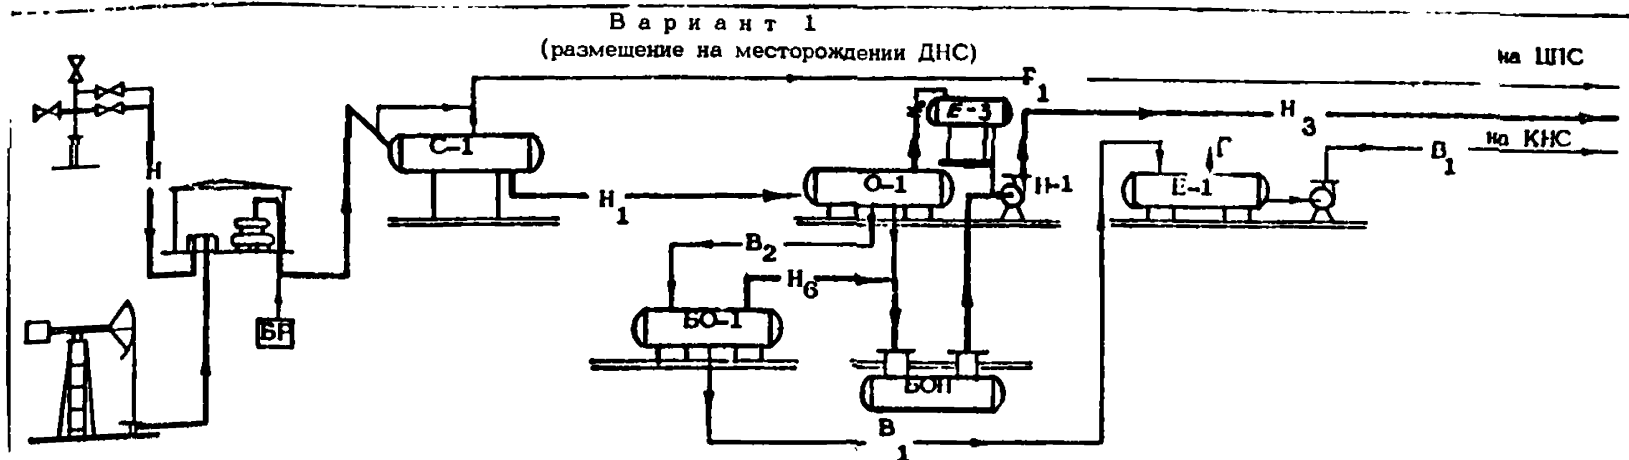 Вариант 1
(размещение на месторождении ДНС)
на ЦПС
Г1
Е-3
Н3
на КНС
С-1
В1
Г
О-1
Н-1
Е-1
Н
Н1
В2
Н6
БР
БО-1
БОП
В1